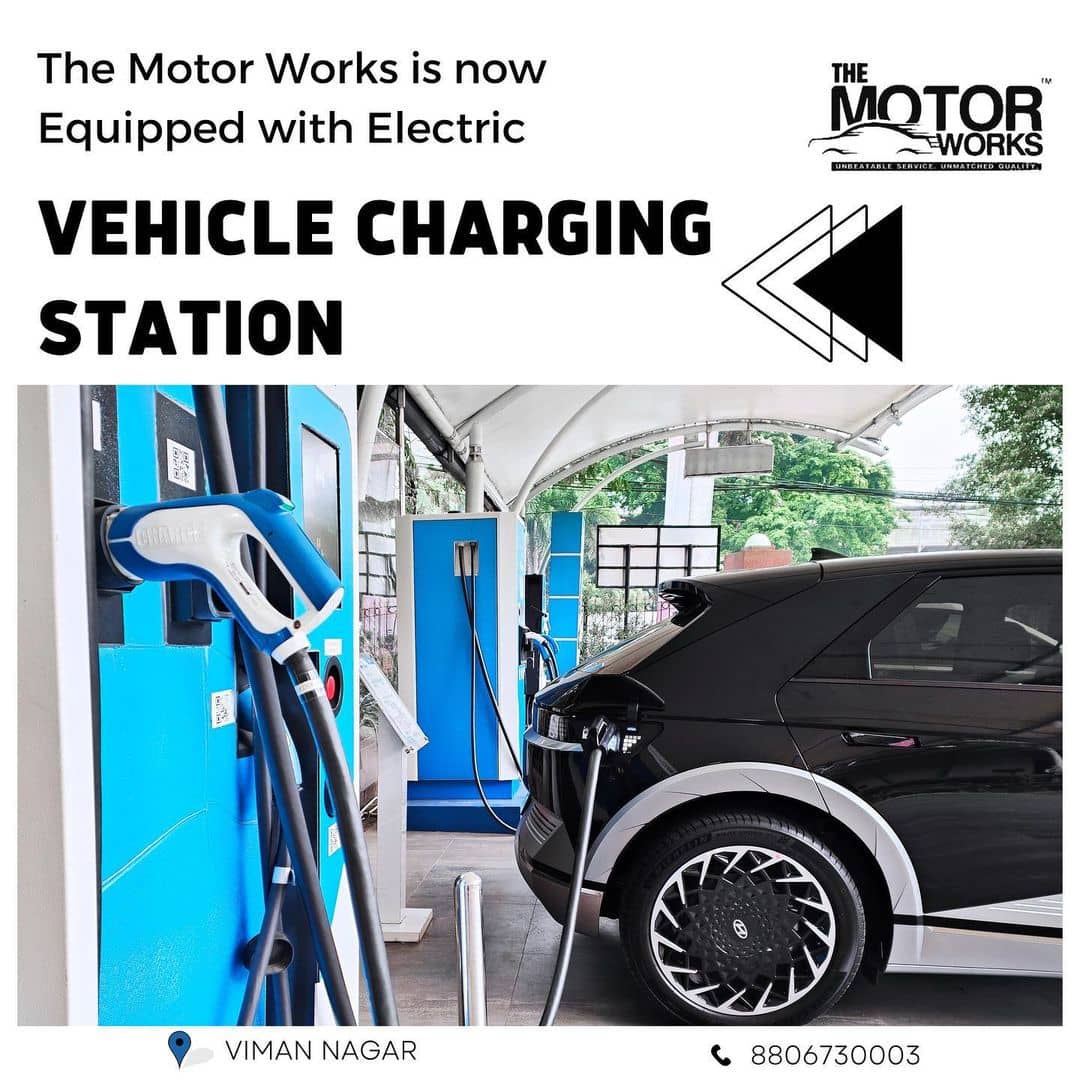 The Motor Works is now
Equipped with Electric
THE
MOTOR
WORKS
TM
UNBEATABLE SERVICE. UNMATCHED QUALITY.
VEHICLE CHARGING
STATION
VIMAN NAGAR
8806730003